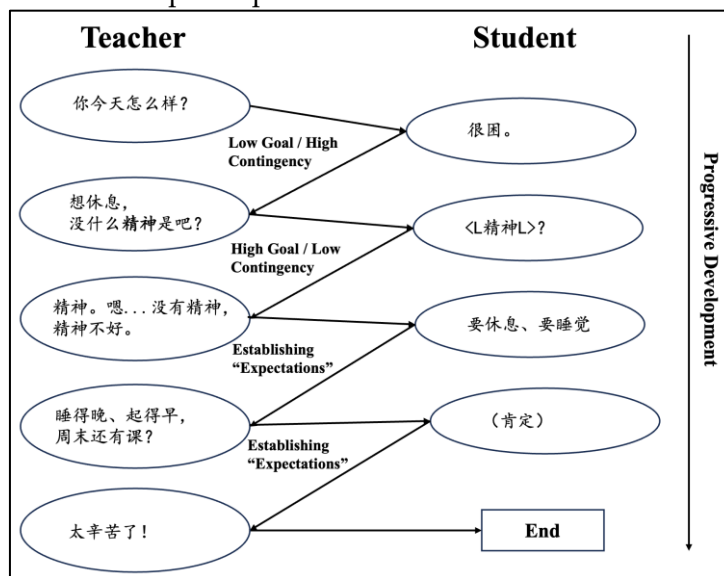 Teacher
Student
你今天怎么样？
很困。
Low Goal / High
Contingency
想休息，
没什么精神是吧？
<L精神L>？
High Goal / Low
Contingency
精神。嗯...没有精神，
精神不好。
要休息、要睡觉
Establishing
“Expectations”
睡得晚、起得早，
周末还有课？
（肯定）
Establishing
“Expectations”
太辛苦了！
End
Progressive Development